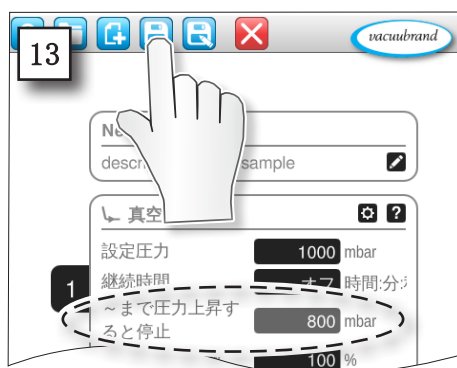 13
vacuubrand
Ne
descr sample
真空
設定圧力 1000 mbar
継続時間 オフ 時間:分:
1
～まで圧力上昇す
ると停止
800 mbar
100 %